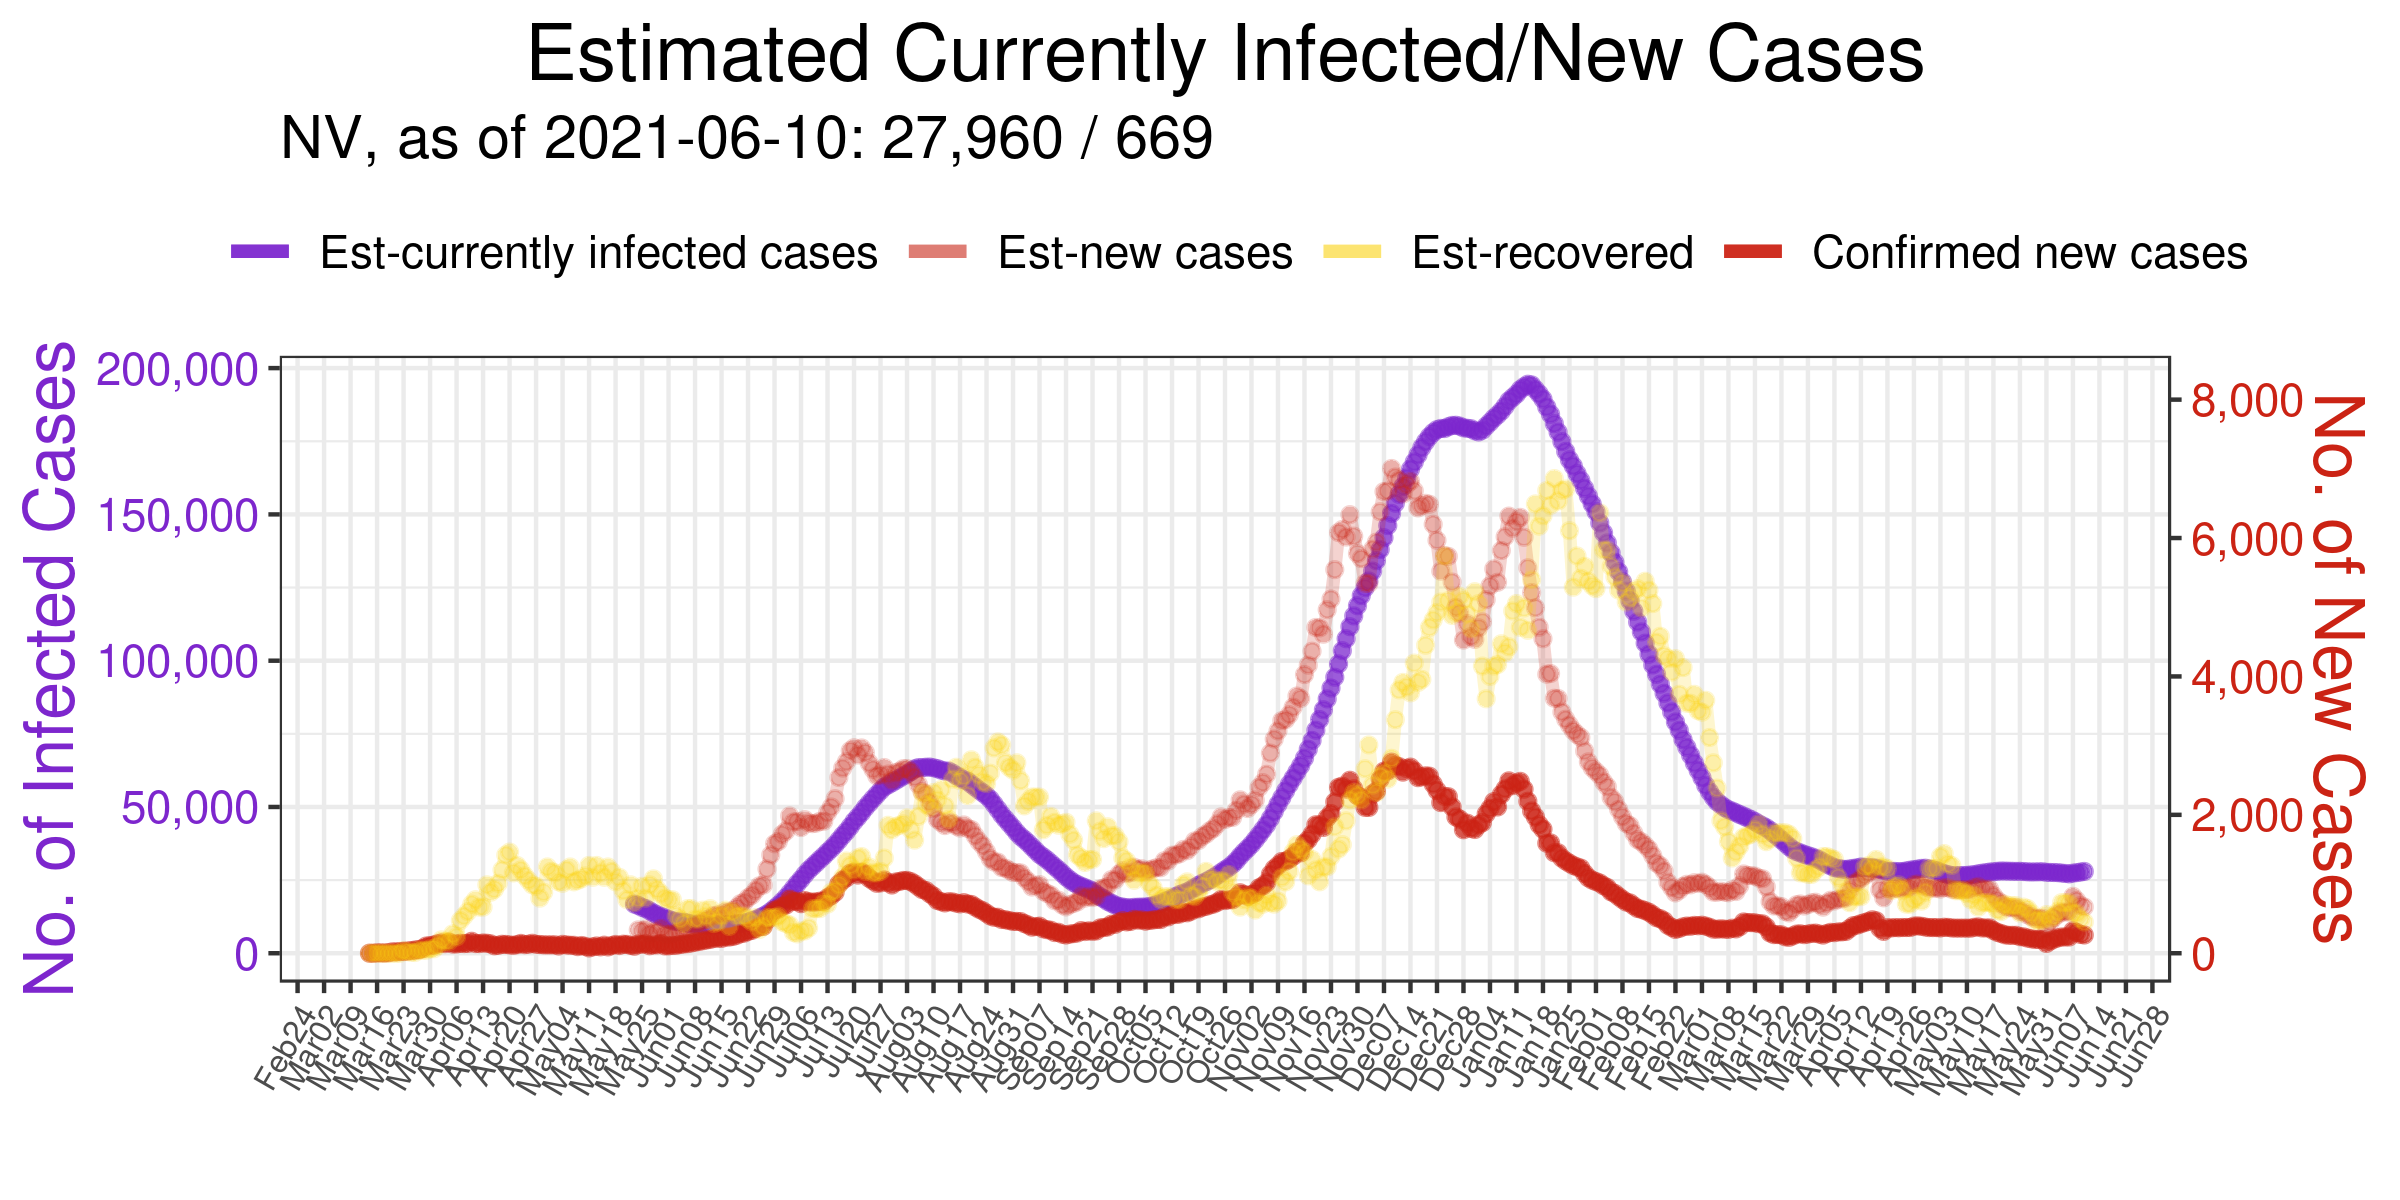 Estimated Currently Infected/New Cases
NV, as of 2021-06-10: 27,960 / 669
Est-currently infected cases Est-new cases Est-recovered Confirmed new cases
No. of Infected Cases
200,000
150,000
100,000
50,000
0
8,000
6,000
4,000
2,000
0
No. of New Cases
Feb24 Mar02 Mar09 Mar16 Mar23 Mar30 Apr06 Apr13 Apr20 Apr27 May04 May11 May18 May25 Jun01 Jun08 Jun15 Jun22 Jun29 Jul06 Jul13 Jul20 Jul27 Aug03 Aug10 Aug17 Aug24 Aug31 Sep07 Sep14 Sep21 Sep28 Oct05 Oct12 Oct19 Oct26 Nov02 Nov09 Nov16 Nov23 Nov30 Dec07 Dec14 Dec21 Dec28 Jan04 Jan11 Jan18 Jan25 Feb01 Feb08 Feb15 Feb22 Mar01 Mar08 Mar15 Mar22 Mar29 Apr05 Apr12 Apr19 Apr26 May03 May10 May17 May24 May31 Jun07 Jun14 Jun21 Jun28